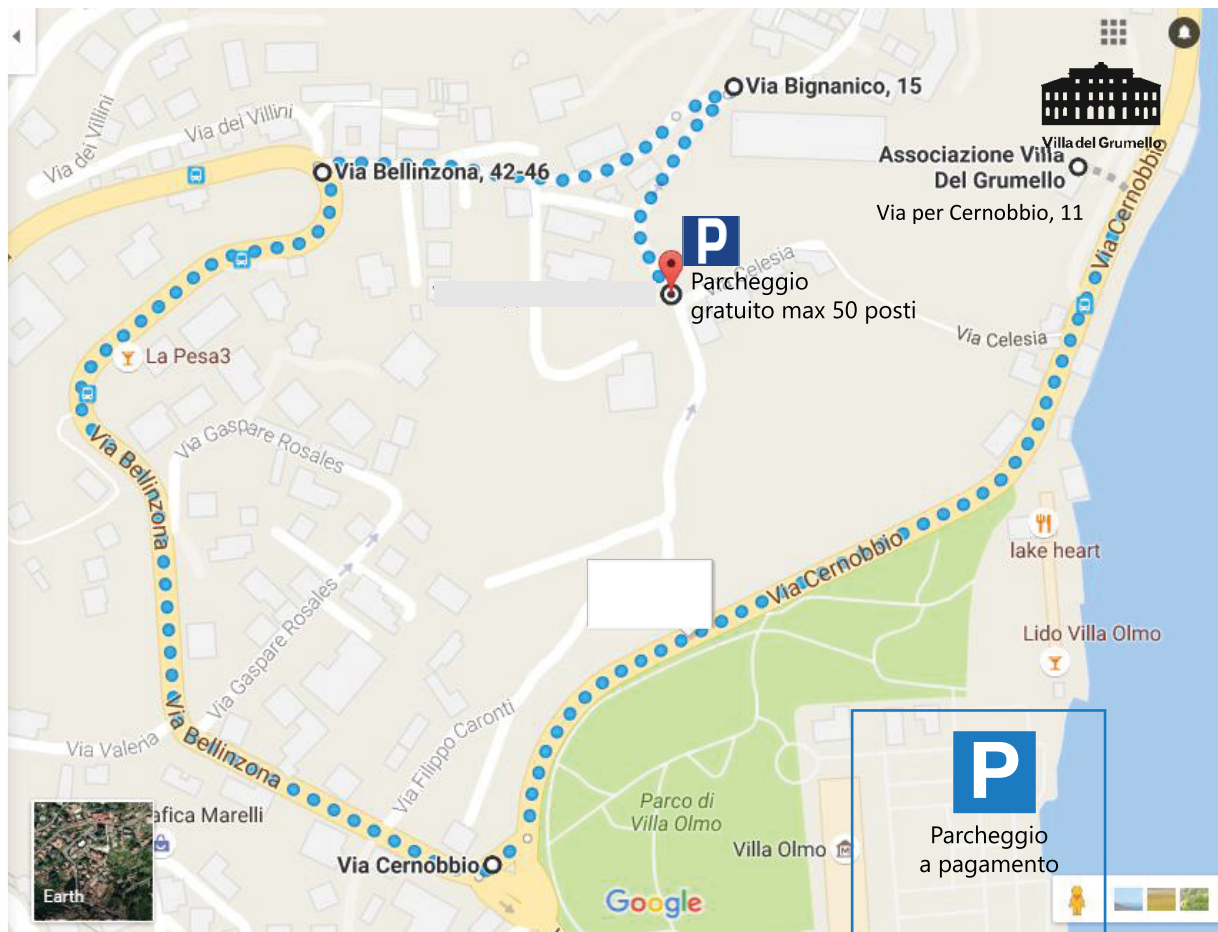 Via Bignanico, 15
Villa del Grumello
Via dei Villini
Via dei Villini
Associazione Villa
Del Grumello
Via per Cernobbio, 11
Via Bellinzona, 42-46
Via Cernobbio
P
Via Celesia
Parcheggio
gratuito max 50 posti
Via Celesia
La Pesa3
Via Gaspare Rosales
Via Bellinzona
Via Cernobbio
lake heart
Via Gaspare Rosales
Lido Villa Olmo
Via Bellinzona
Via Valeria
Via Filippo Caronti
P
Parcheggio
a pagamento
Parco di
Villa Olmo
afica Marelli
Villa Olmo
Via Cernobbio
Earth
Google